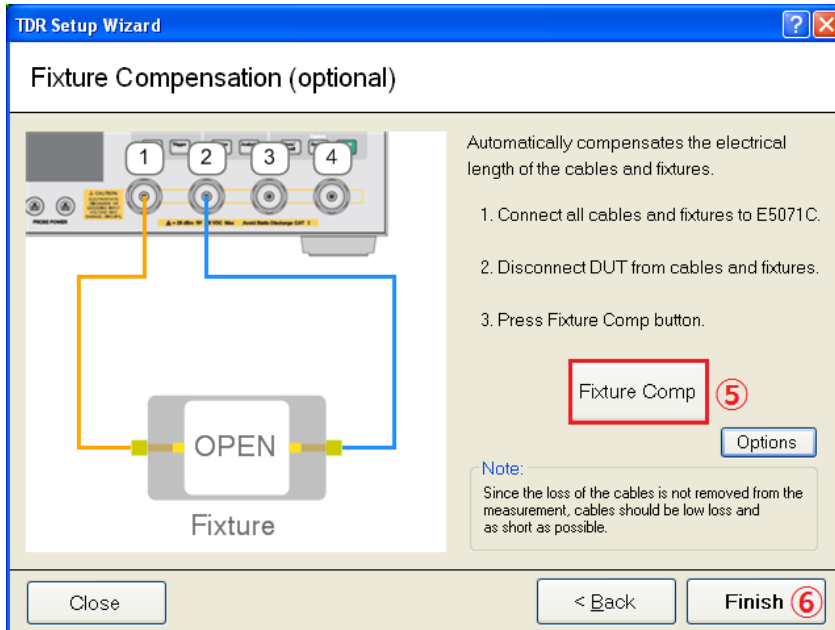 TDR Setup Wizard
Fixture Compensation (optional)
1 2 3 4
Automatically compensates the electrical
length of the cables and fixtures.
1. Connect all cables and fixtures to E5071C.
2. Disconnect DUT from cables and fixtures.
3. Press Fixture Comp button.
Fixture Comp ⑤
Options
OPEN
Fixture
Note:
Since the loss of the cables is not removed from the
measurement, cables should be low loss and
as short as possible.
Close
< Back
Finish ⑥